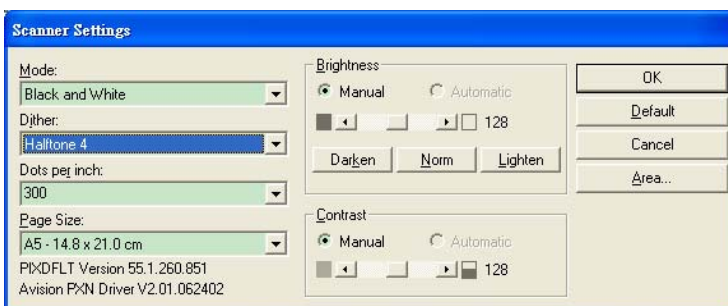 Scanner Settings
Mode:
Black and White
Dither:
Halftone 4
Dots per inch:
300
Page Size:
A5 - 14.8 x 21.0 cm
PIXDFLT Version 55.1.260.851
Avision PXN Driver V2.01.062402
Brightness
Manual
Automatic
128
Darken
Norm
Lighten
Contrast
Manual
Automatic
128
OK
Default
Cancel
Area...